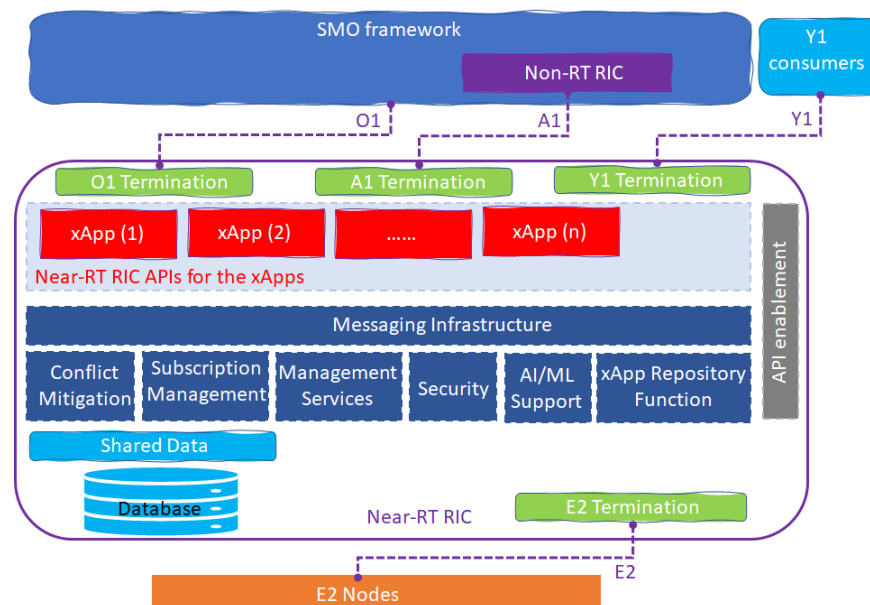 SMO framework
Non-RT RIC
Y1
consumers
O1
A1
Y1
O1 Termination
A1 Termination
Y1 Termination
xApp (1)
xApp (2)
……
xApp (n)
Near-RT RIC APIs for the xApps
API enablement
Messaging Infrastructure
Conflict
Mitigation
Subscription
Management
Management
Services
Security
AI/ML
Support
xApp Repository
Function
Shared Data
Database
Near-RT RIC
E2 Termination
E2
E2 Nodes